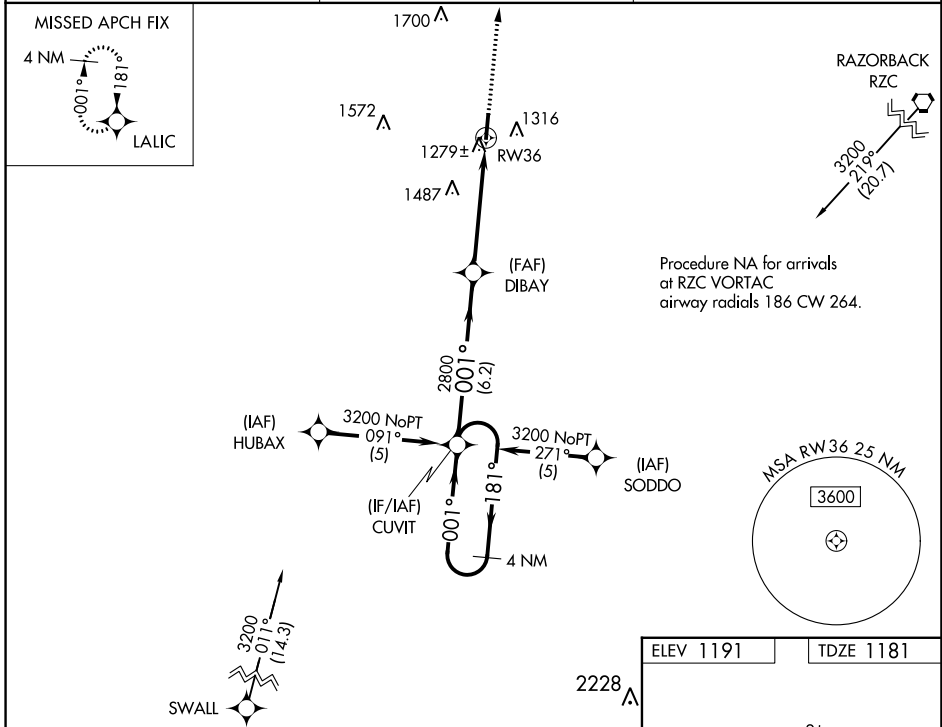 MISSED APCH FIX
4 NM
001°
181°
LALIC
1700
1572
1316
1279±
RW36
1487
RAZORBACK
RZC
3200
219°
(20.7)
Procedure NA for arrivals
at RZC VORTAC
airway radials 186 CW 264.
(FAF)
DIBAY
2800
001°
(6.2)
(IAF)
HUBAX
3200 NoPT
091°
(5)
3200 NoPT
271°
(5)
(IAF)
SODDO
(IF/IAF)
CUVIT
001°
181°
4 NM
MSA RW36 25 NM
3600
3200
011°
(14.3)
SWALL
2228
ELEV 1191
TDZE 1181